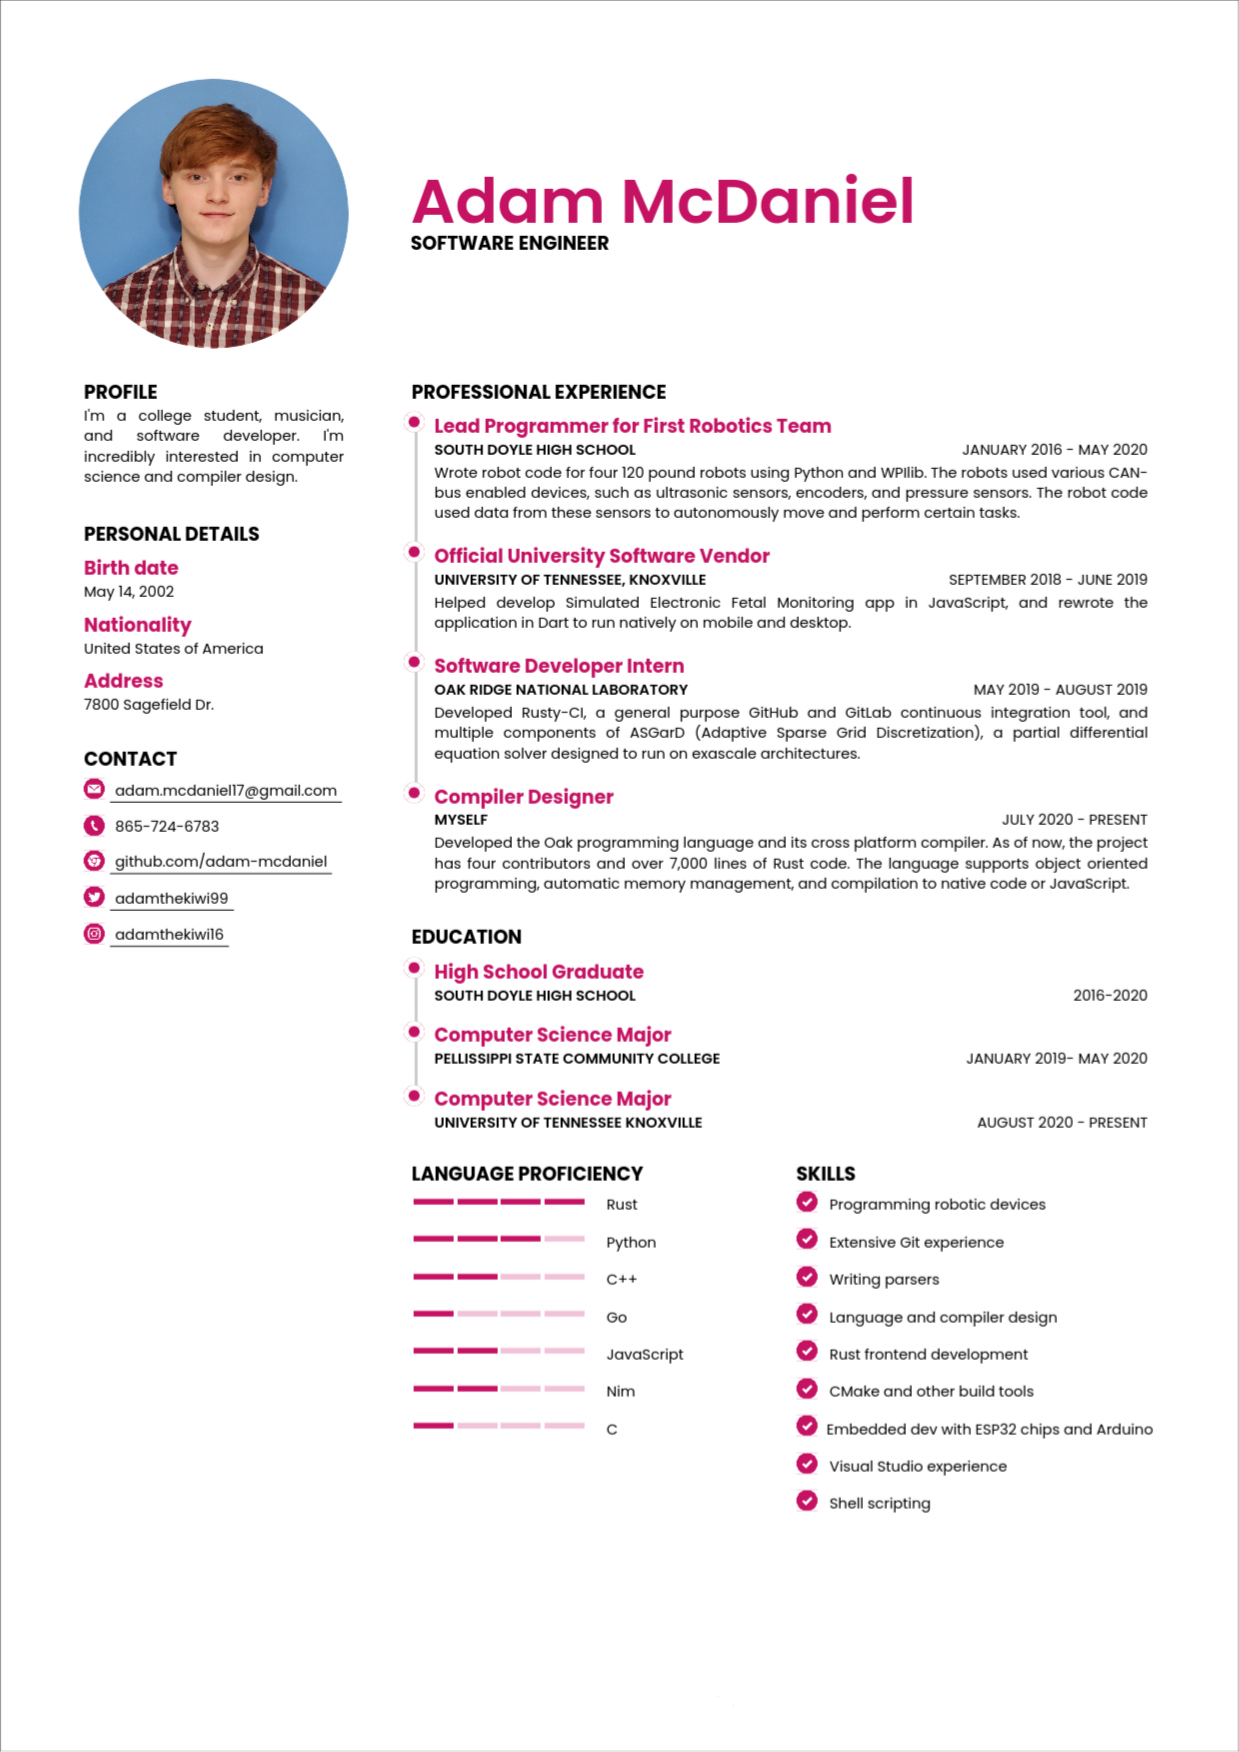 Adam McDaniel
SOFTWARE ENGINEER
PROFILE
I'm a college student, musician,
and software developer. I'm
incredibly interested in computer
science and compiler design.
PERSONAL DETAILS
Birth date
May 14, 2002
Nationality
United States of America
Address
7800 Sagefield Dr.
CONTACT
adam.mcdaniel17@gmail.com
865-724-6783
github.com/adam-mcdaniel
adamthekiwi99
adamthekiwi16
PROFESSIONAL EXPERIENCE
Lead Programmer for First Robotics Team
SOUTH DOYLE HIGH SCHOOL JANUARY 2016 - MAY 2020
Wrote robot code for four 120 pound robots using Python and WPIlib. The robots used various CAN-
bus enabled devices, such as ultrasonic sensors, encoders, and pressure sensors. The robot code
used data from these sensors to autonomously move and perform certain tasks.
Official University Software Vendor
UNIVERSITY OF TENNESSEE, KNOXVILLE SEPTEMBER 2018 - JUNE 2019
Helped develop Simulated Electronic Fetal Monitoring app in JavaScript, and rewrote the
application in Dart to run natively on mobile and desktop.
Software Developer Intern
OAK RIDGE NATIONAL LABORATORY MAY 2019 - AUGUST 2019
Developed Rusty-CI, a general purpose GitHub and GitLab continuous integration tool, and
multiple components of ASGarD (Adaptive Sparse Grid Discretization), a partial differential
equation solver designed to run on exascale architectures.
Compiler Designer
MYSELF JULY 2020 - PRESENT
Developed the Oak programming language and its cross platform compiler. As of now, the project
has four contributors and over 7,000 lines of Rust code. The language supports object oriented
programming, automatic memory management, and compilation to native code or JavaScript.
EDUCATION
High School Graduate
SOUTH DOYLE HIGH SCHOOL 2016-2020
Computer Science Major
PELLISSIPPI STATE COMMUNITY COLLEGE JANUARY 2019- MAY 2020
Computer Science Major
UNIVERSITY OF TENNESSEE KNOXVILLE AUGUST 2020 - PRESENT
LANGUAGE PROFICIENCY
Rust
Python
C++
Go
JavaScript
Nim
C
SKILLS
Programming robotic devices
Extensive Git experience
Writing parsers
Language and compiler design
Rust frontend development
CMake and other build tools
Embedded dev with ESP32 chips and Arduino
Visual Studio experience
Shell scripting